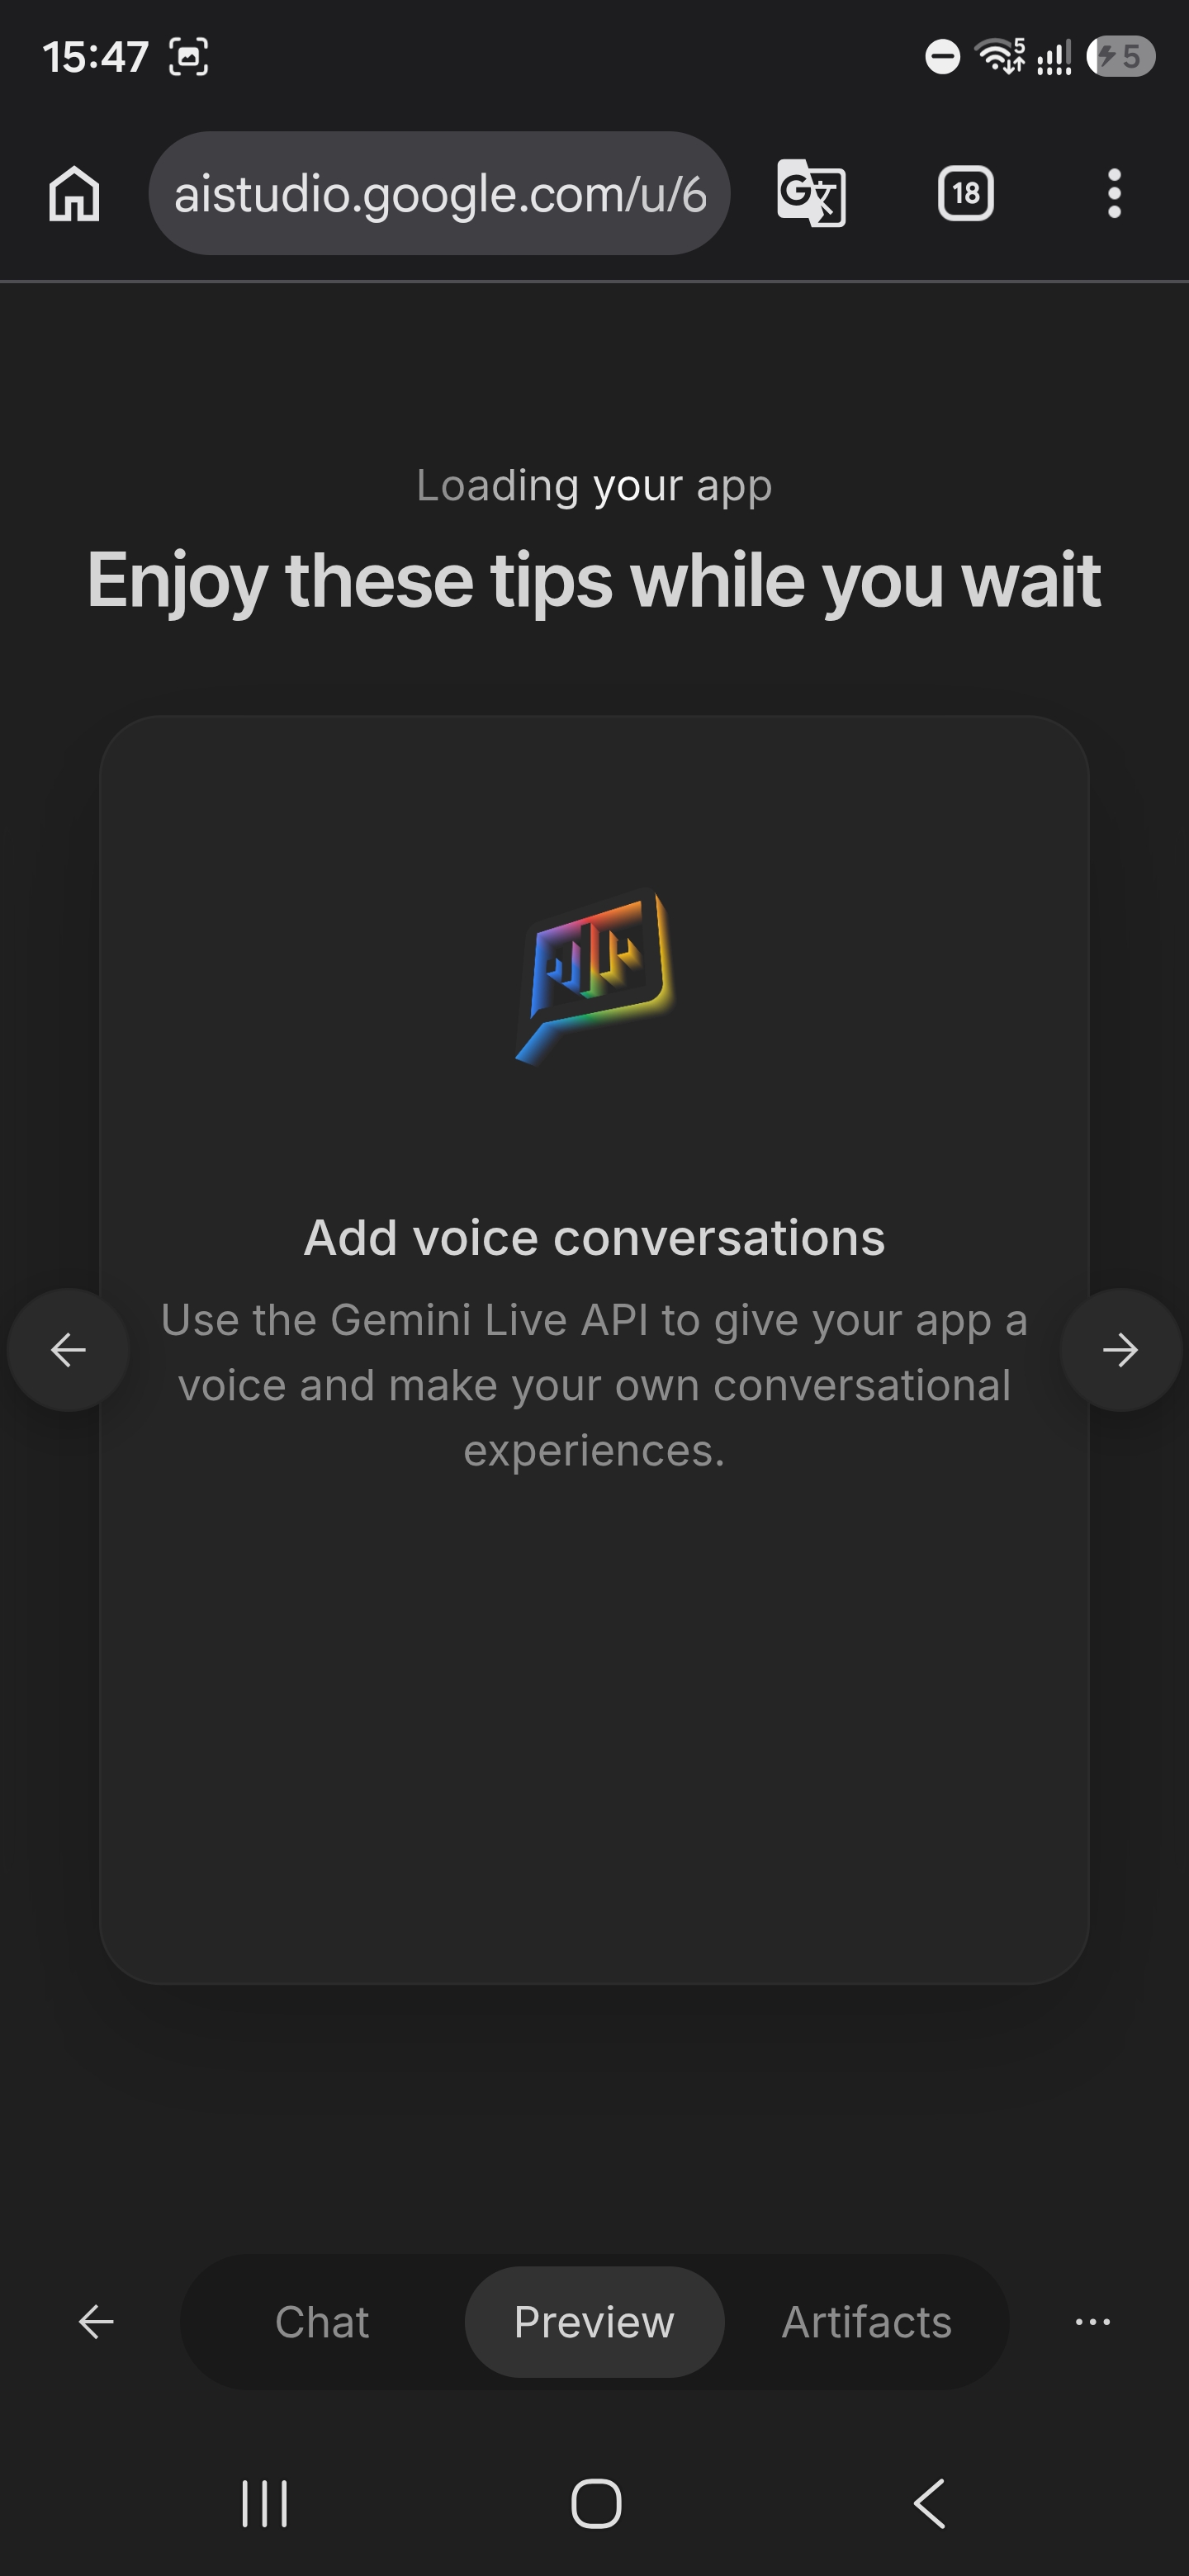 15:47
5
5
aistudio.google.com/u/6
18
Loading your app
Enjoy these tips while you wait
Add voice conversations
Use the Gemini Live API to give your app a
voice and make your own conversational
experiences.
Chat
Preview
Artifacts